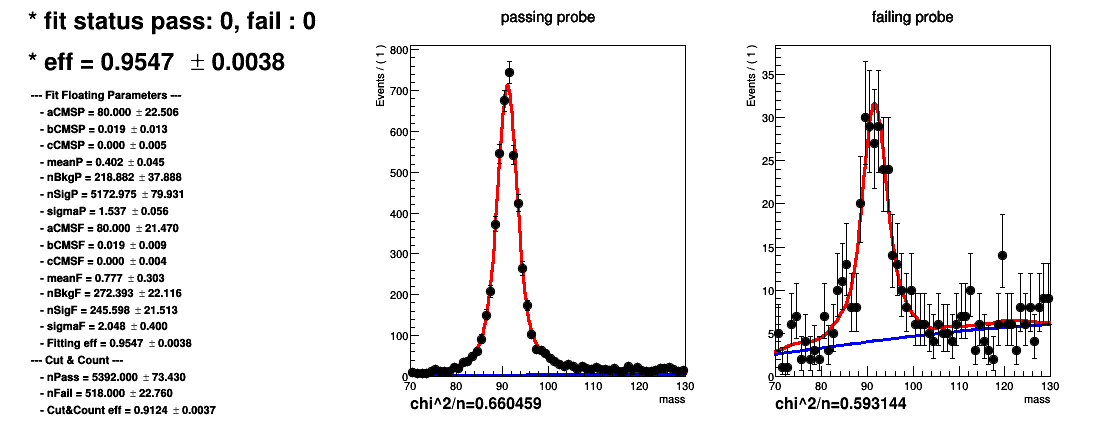 * fit status pass: 0, fail : 0
* eff = 0.9547 ± 0.0038
--- Fit Floating Parameters ---
- aCMSP = 80.000 ± 22.506
- bCMSP = 0.019 ± 0.013
- cCMSP = 0.000 ± 0.005
- meanP = 0.402 ± 0.045
- nBkgP = 218.882 ± 37.888
- nSigP = 5172.975 ± 79.931
- sigmaP = 1.537 ± 0.056
- aCMSF = 80.000 ± 21.470
- bCMSF = 0.019 ± 0.009
- cCMSF = 0.000 ± 0.004
- meanF = 0.777 ± 0.303
- nBkgF = 272.393 ± 22.116
- nSigF = 245.598 ± 21.513
- sigmaF = 2.048 ± 0.400
- Fitting eff = 0.9547 ± 0.0038
--- Cut & Count ---
- nPass = 5392.000 ± 73.430
- nFail = 518.000 ± 22.760
- Cut&Count eff = 0.9124 ± 0.0037
passing probe
Events / ( 1 )
800
700
600
500
400
300
200
100
0
70 80 90 100 110 120 130
mass
chi^2/n=0.660459
failing probe
Events / ( 1 )
35
30
25
20
15
10
5
0
70 80 90 100 110 120 130
mass
chi^2/n=0.593144